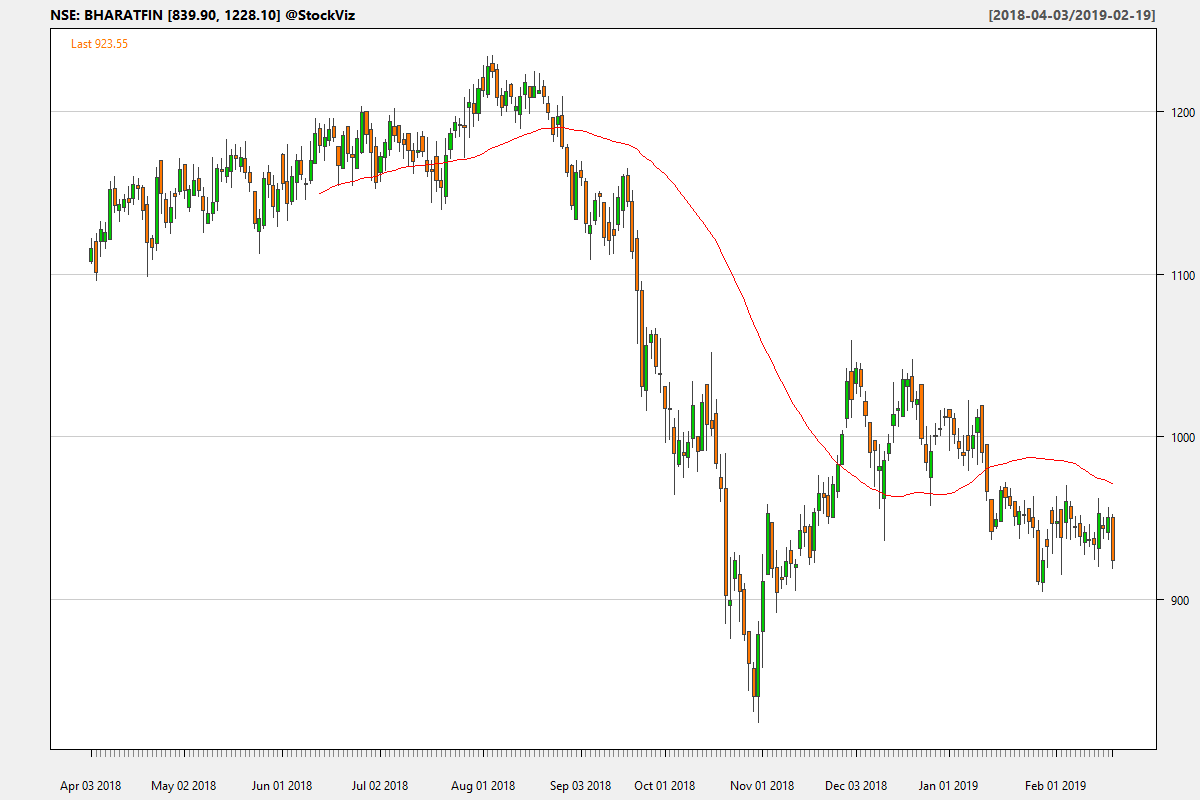 NSE: BHARATFIN [839.90, 1228.10] @StockViz [2018-04-03/2019-02-19]
Last 923.55
1200
1100
1000
900
Apr 03 2018 May 02 2018 Jun 01 2018 Jul 02 2018 Aug 01 2018 Sep 03 2018 Oct 01 2018 Nov 01 2018 Dec 03 2018 Jan 01 2019 Feb 01 2019